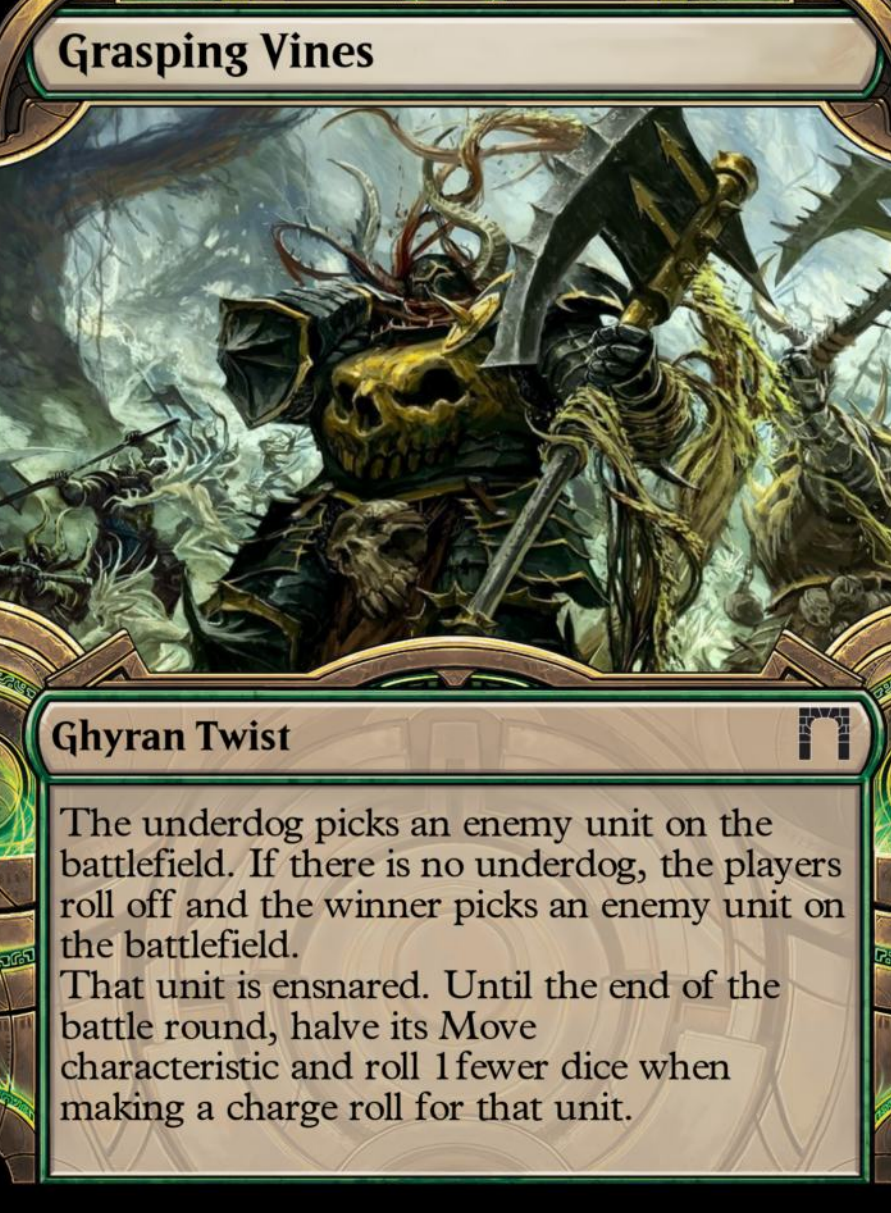 Grasping Vines
Ghyran Twist
The underdog picks an enemy unit on the
battlefield. If there is no underdog, the players
roll off and the winner picks an enemy unit on
the battlefield.
That unit is ensnared. Until the end of the
battle round, halve its Move
characteristic and roll 1 fewer dice when
making a charge roll for that unit.